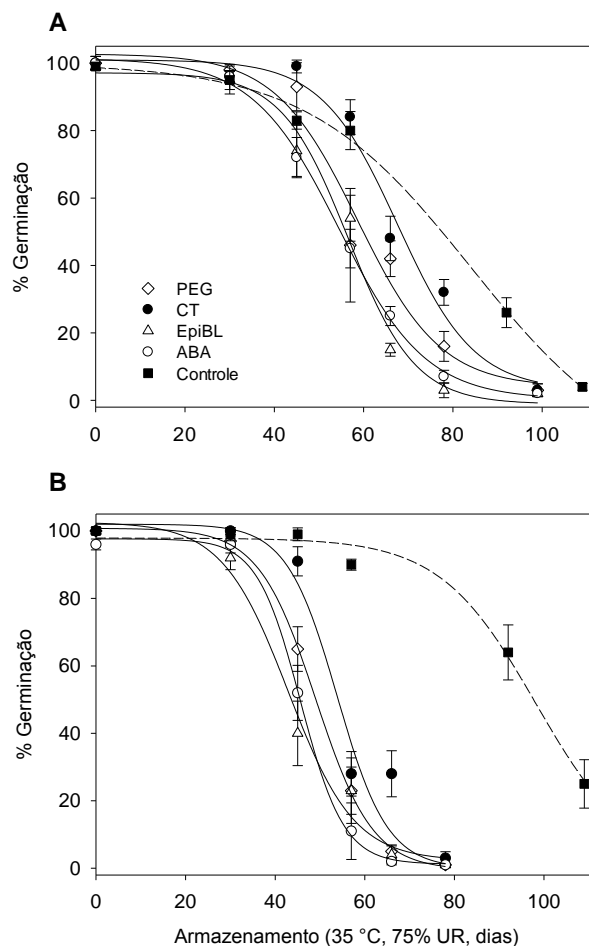 A
% Germinação
100
80
60
40
20
0
PEG
CT
EpiBL
ABA
Controle
0 20 40 60 80 100
B
% Germinação
100
80
60
40
20
0
0 20 40 60 80 100
Armazenamento (35 °C, 75% UR, dias)